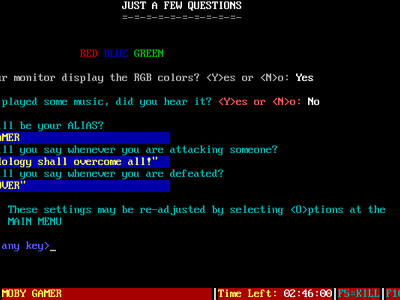 JUST A FEW QUESTIONS
=-=-=-=-=-=-=-=-=-=-
RED BLUE GREEN
ur monitor display the RGB colors? <Y>es or <N>o: Yes
played some music, did you hear it? <Y>es or <N>o: No
ll be your ALIAS?
AMER
ll you say whenever you are attacking someone?
ology shall overcome all!"
ll you say whenever you are defeated?
OVER"
These settings may be re-adjusted by selecting <O>ptions at the
MAIN MENU
any key>_
MOBY GAMER Time Left: 02:46:00 F5=KILL F10